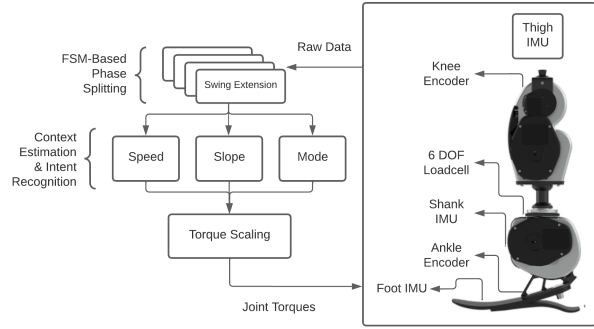 FSM-Based
Phase
Splitting
Swing Extension
Raw Data
Context
Estimation
& Intent
Recognition
Speed
Slope
Mode
Torque Scaling
Joint Torques
Thigh
IMU
Knee
Encoder
6 DOF
Loadcell
Shank
IMU
Ankle
Encoder
Foot IMU